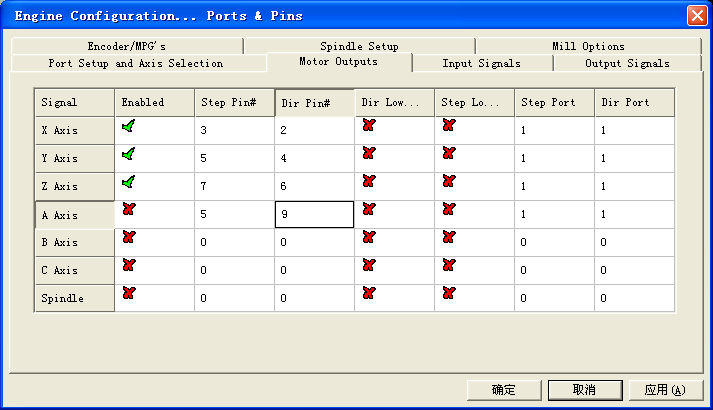 Engine Configuration... Ports & Pins
Encoder/MPG's Spindle Setup Mill Options
Port Setup and Axis Selection Motor Outputs Input Signals Output Signals
Signal Enabled Step Pin# Dir Pin# Dir Low... Step Lo... Step Port Dir Port
X Axis 3 2 1 1
Y Axis 5 4 1 1
Z Axis 7 6 1 1
A Axis 5 9 1 1
B Axis 0 0 0 0
C Axis 0 0 0 0
Spindle 0 0 0 0
确定 取消 应用(A)